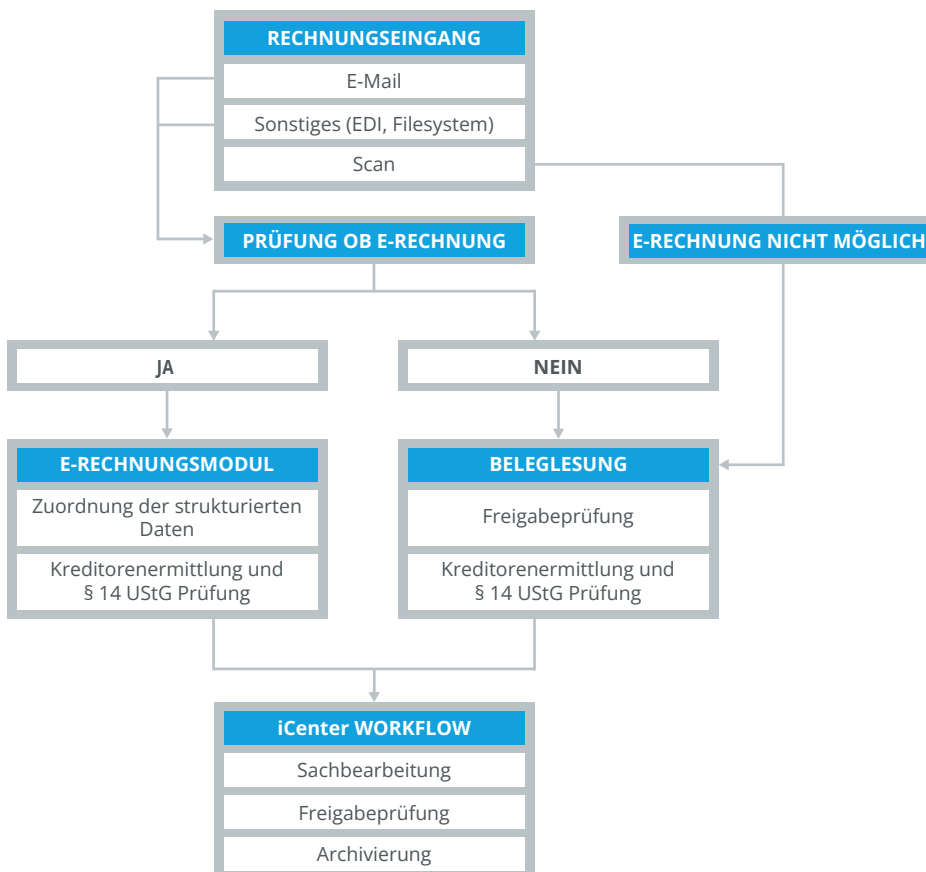 RECHNUNGSEINGANG
E-Mail
Sonstiges (EDI, Filesystem)
Scan
PRÜFUNG OB E-RECHNUNG
E-RECHNUNG NICHT MÖGLICH
JA
NEIN
E-RECHNUNGSMODUL
Zuordnung der strukturierten
Daten
Kreditorenermittlung und
§ 14 UStG Prüfung
BELEGLESUNG
Freigabeprüfung
Kreditorenermittlung und
§ 14 UStG Prüfung
iCenter WORKFLOW
Sachbearbeitung
Freigabeprüfung
Archivierung